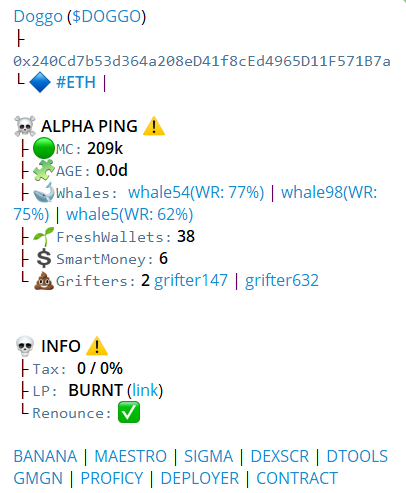 Doggo ($DOGGO)
├
0x240Cd7b53d364a208eD41f8cEd4965D11F571B7a
└ 🔷 #ETH |
☠️ ALPHA PING ⚠️
├ 🟢MC: 209k
├ 🧩AGE: 0.0d
├ 🐋Whales: whale54(WR: 77%) | whale98(WR:
75%) | whale5(WR: 62%)
├ 🌱FreshWallets: 38
├ 💲SmartMoney: 6
└ 💩Grifters: 2 grifter147 | grifter632
💀 INFO ⚠️
├ Tax: 0 / 0%
├ LP: BURNT (link)
└ Renounce: ✅
BANANA | MAESTRO | SIGMA | DEXSCR | DTOOLS
GMGN | PROFICY | DEPLOYER | CONTRACT